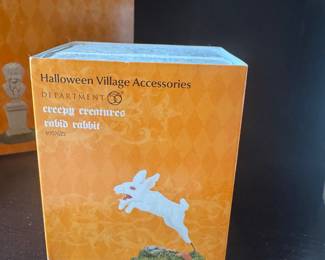 Halloween Village Accessories
DEPARTMENT 56
creepy creatures
rabid rabbit